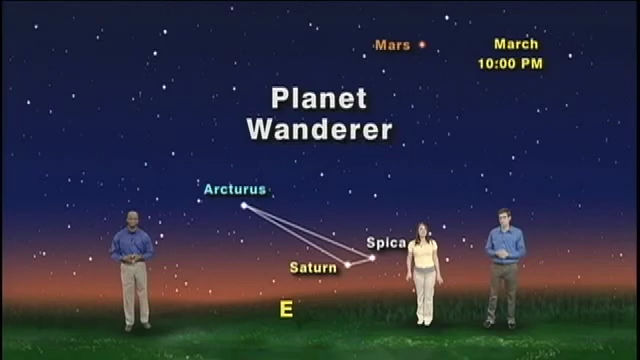 Mars
March
10:00 PM
Planet
Wanderer
Arcturus
Spica
Saturn
E